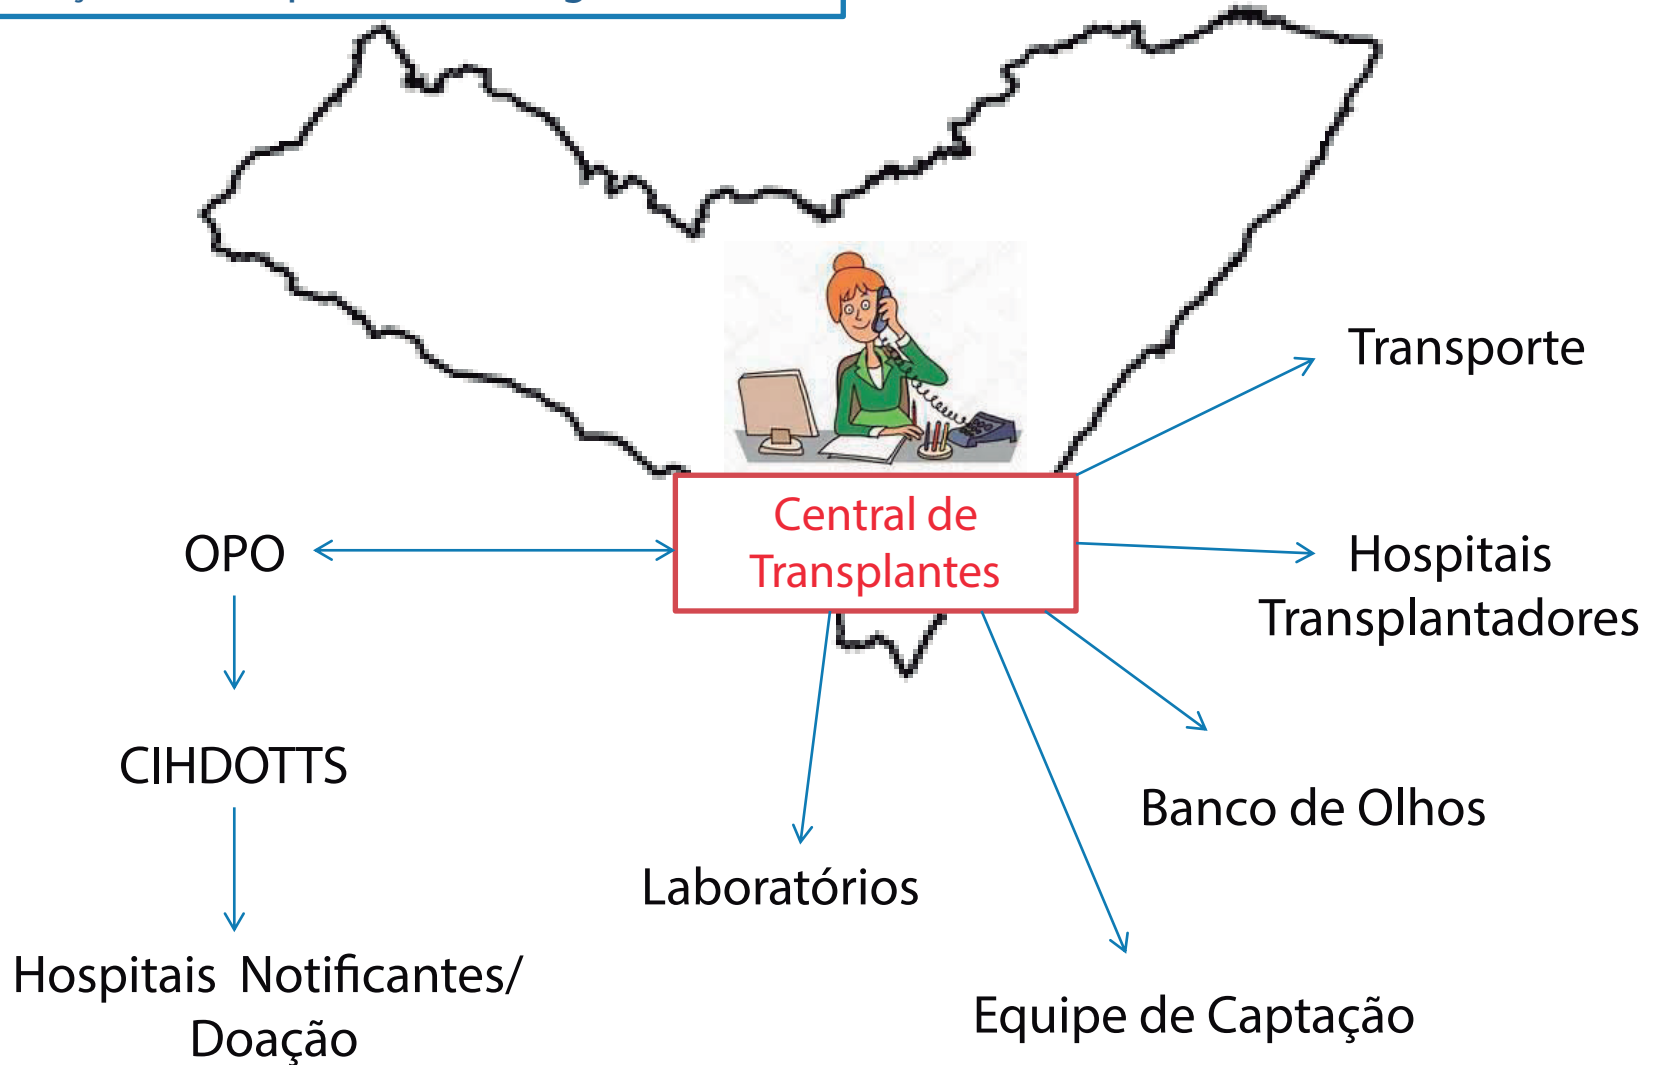 Transporte
Central de
Transplantes
OPO
Hospitais
Transplantadores
CIHDOTTS
Banco de Olhos
Laboratórios
Hospitais Notificantes/
Doação
Equipe de Captação